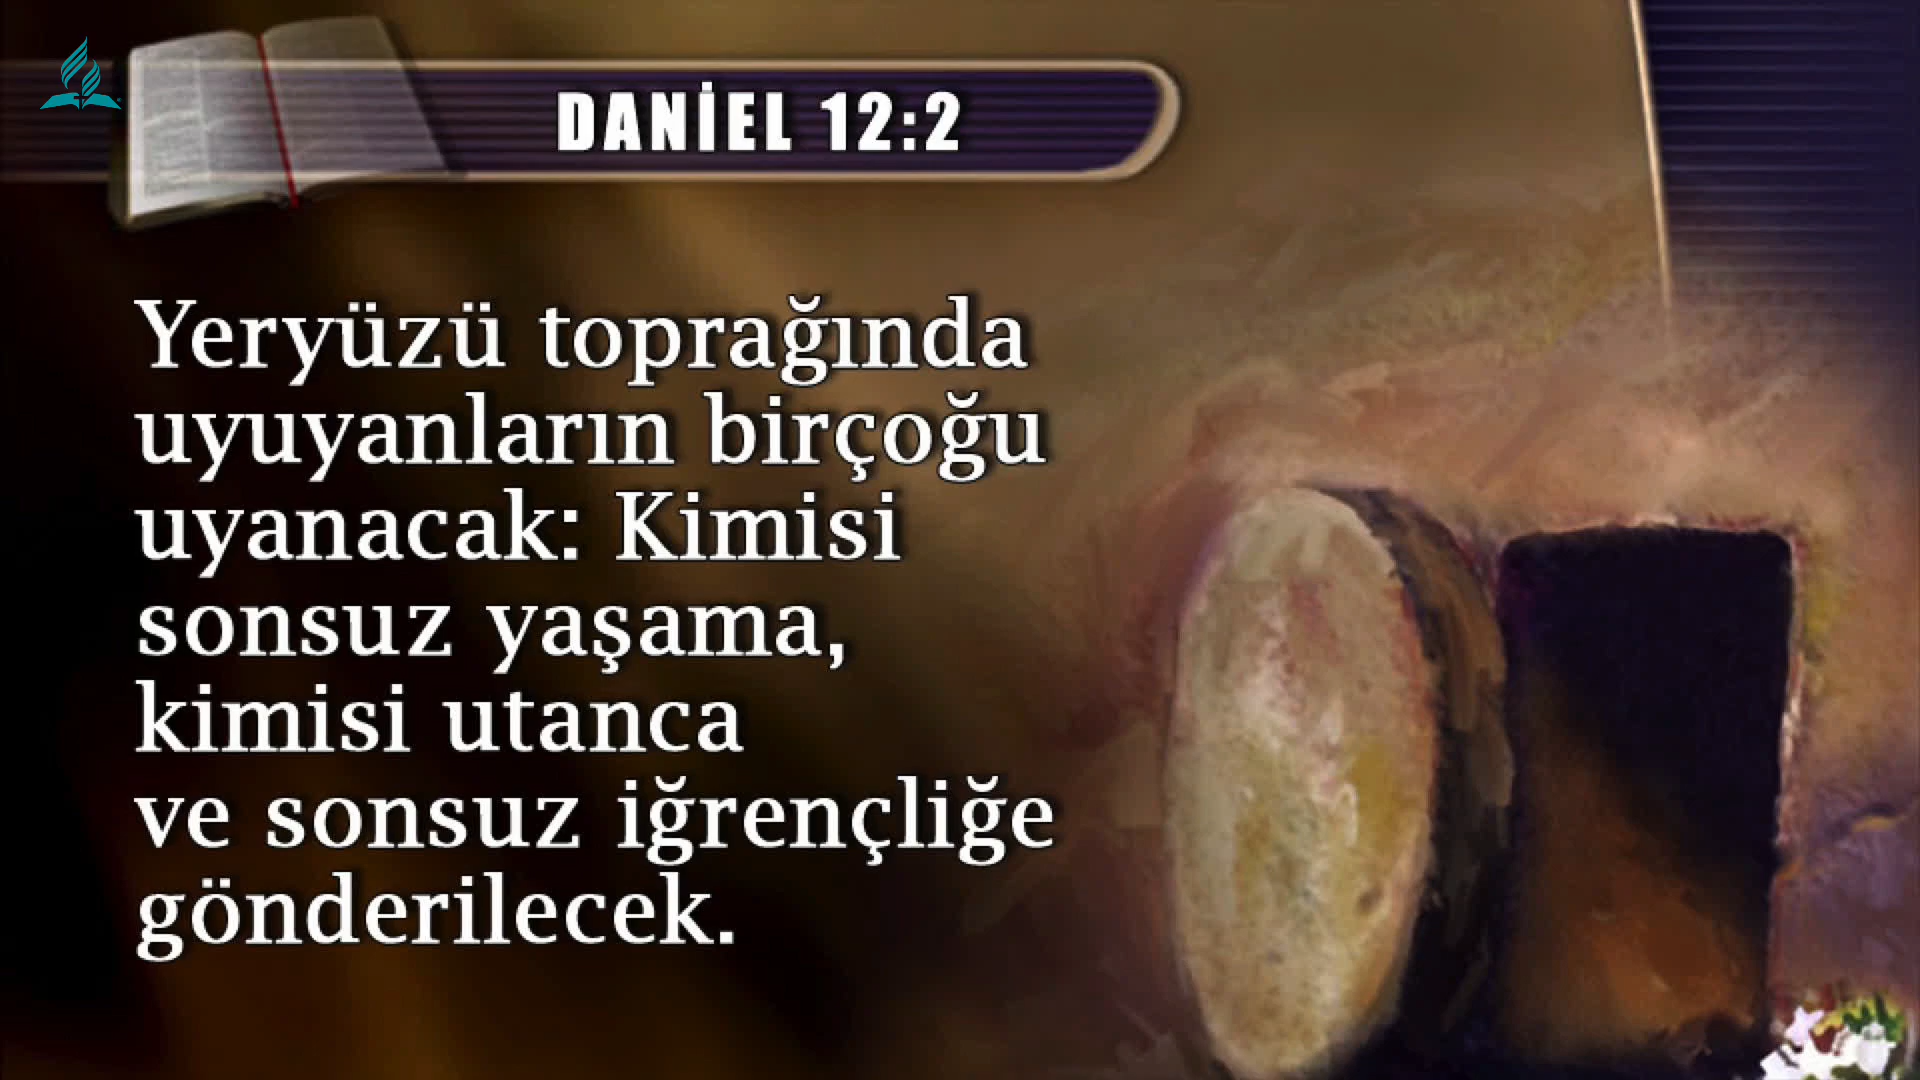 DANİEL 12:2
Yeryüzü toprağında
uyuyanların birçoğu
uyanacak: Kimisi
sonsuz yaşama,
kimisi utanca
ve sonsuz iğrençliğe
gönderilecek.